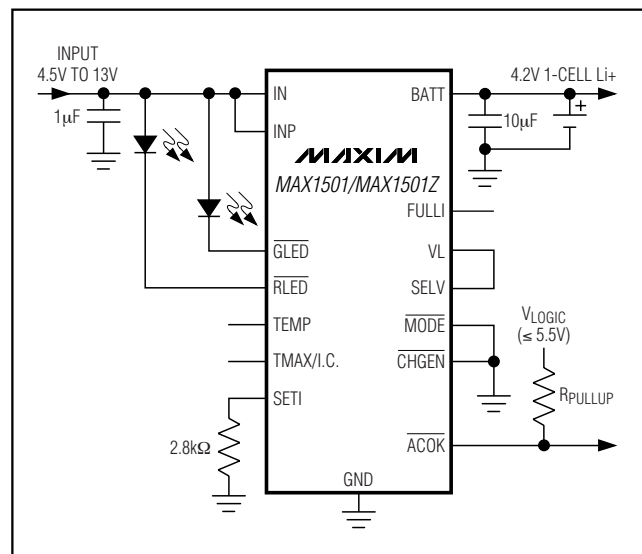 INPUT
4.5V TO 13V
4.2V 1-CELL Li+
IN
BATT
1μF
10μF
+
INP
MAXIM
MAX1501/MAX1501Z
FULLI
GLED
VL
RLED
SELV
TEMP
MODE
VLOGIC
(≤ 5.5V)
TMAX/I.C.
CHGEN
SETI
RPULLUP
2.8kΩ
ACOK
GND